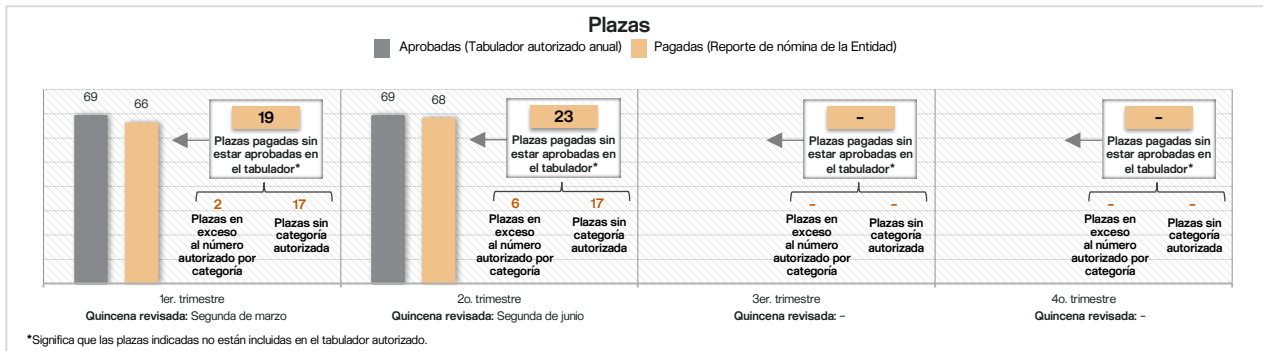 Plazas
Aprobadas (Tabulador autorizado anual)
Pagadas (Reporte de nómina de la Entidad)
69
66
19
Plazas pagadas sin
estar aprobadas en
el tabulador*
2
17
Plazas en
exceso
al número
autorizado por
categoría
Plazas sin
categoría
autorizada
1er. trimestre
Quincena revisada: Segunda de marzo
69
68
23
Plazas pagadas sin
estar aprobadas en
el tabulador*
6
17
Plazas en
exceso
al número
autorizado por
categoría
Plazas sin
categoría
autorizada
2o. trimestre
Quincena revisada: Segunda de junio
-
Plazas pagadas sin
estar aprobadas en
el tabulador*
-
-
Plazas en
exceso
al número
autorizado por
categoría
Plazas sin
categoría
autorizada
3er. trimestre
Quincena revisada: -
-
Plazas pagadas sin
estar aprobadas en
el tabulador*
-
-
Plazas en
exceso
al número
autorizado por
categoría
Plazas sin
categoría
autorizada
4o. trimestre
Quincena revisada: -
*Significa que las plazas indicadas no están incluidas en el tabulador autorizado.